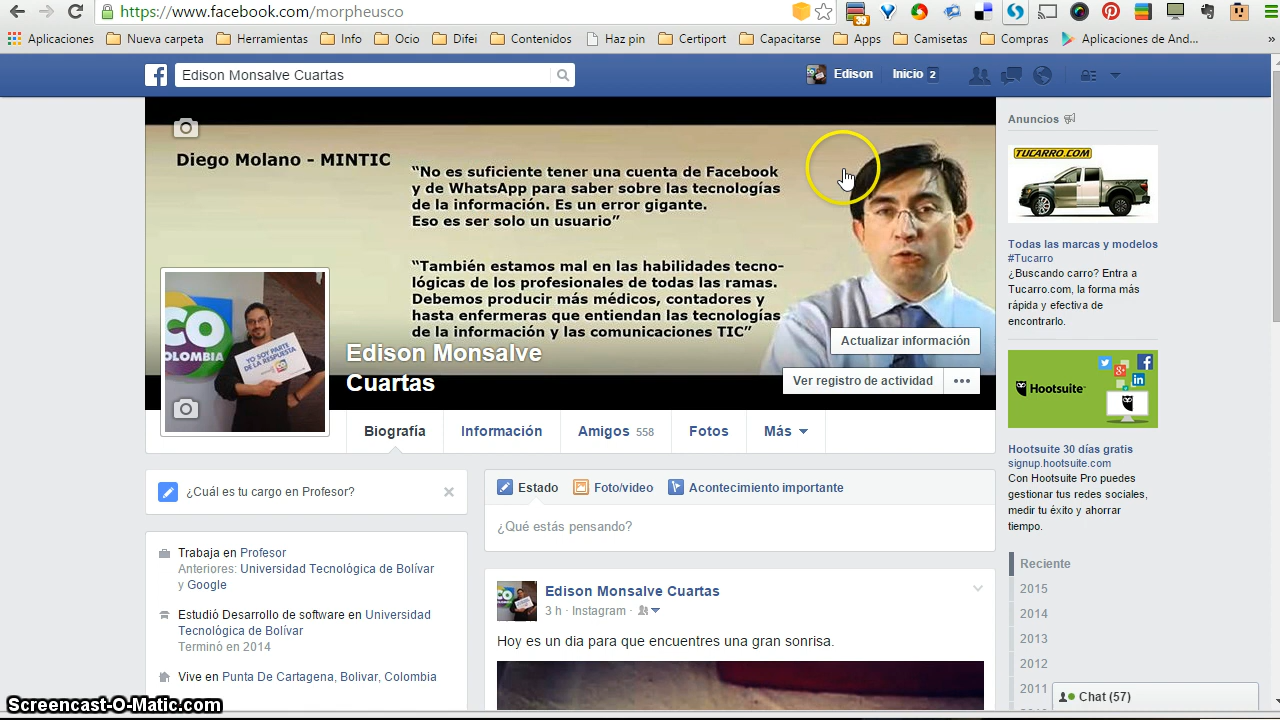 https://www.facebook.com/morpheusco
39
Aplicaciones
Nueva carpeta
Herramientas
Info
Ocio
Difei
Contenidos
Haz pin
Certiport
Capacitarse
Apps
Camisetas
Compras
Aplicaciones de And...
»
Edison Monsalve Cuartas
Edison
Inicio 2
Diego Molano - MINTIC
“No es suficiente tener una cuenta de Facebook
y de WhatsApp para saber sobre las tecnologías
de la información. Es un error gigante.
Eso es ser solo un usuario”
“También estamos mal en las habilidades tecno-
lógicas de los profesionales de todas las ramas.
Debemos producir más médicos, contadores y
hasta enfermeras que entiendan las tecnologías
de la información y las comunicaciones TIC”
CO
COLOMBIA
YO SOY PARTE
DE LA RESPUESTA
Edison Monsalve
Cuartas
Actualizar información
Ver registro de actividad
Biografía
Información
Amigos 558
Fotos
Más
¿Cuál es tu cargo en Profesor?
Trabaja en Profesor
Anteriores: Universidad Tecnològica de Bolívar
y Google
Estudió Desarrollo de software en Universidad
Tecnològica de Bolívar
Terminó en 2014
Vive en Punta De Cartagena, Bolivar, Colombia
Estado
Foto/video
Acontecimiento importante
¿Qué estás pensando?
Edison Monsalve Cuartas
3 h · Instagram ·
Hoy es un dia para que encuentres una gran sonrisa.
Anuncios
TUCARRO.COM
Todas las marcas y modelos
#Tucarro
¿Buscando carro? Entra a
Tucarro.com, la forma más
rápida y efectiva de
encontrarlo.
Hootsuite
Hootsuite 30 días gratis
signup.hootsuite.com
Con Hootsuite Pro puedes
gestionar tus redes sociales,
medir tu éxito y ahorrar
tiempo.
Reciente
2015
2014
2013
2012
2011
Chat (57)
Screencast-O-Matic.com